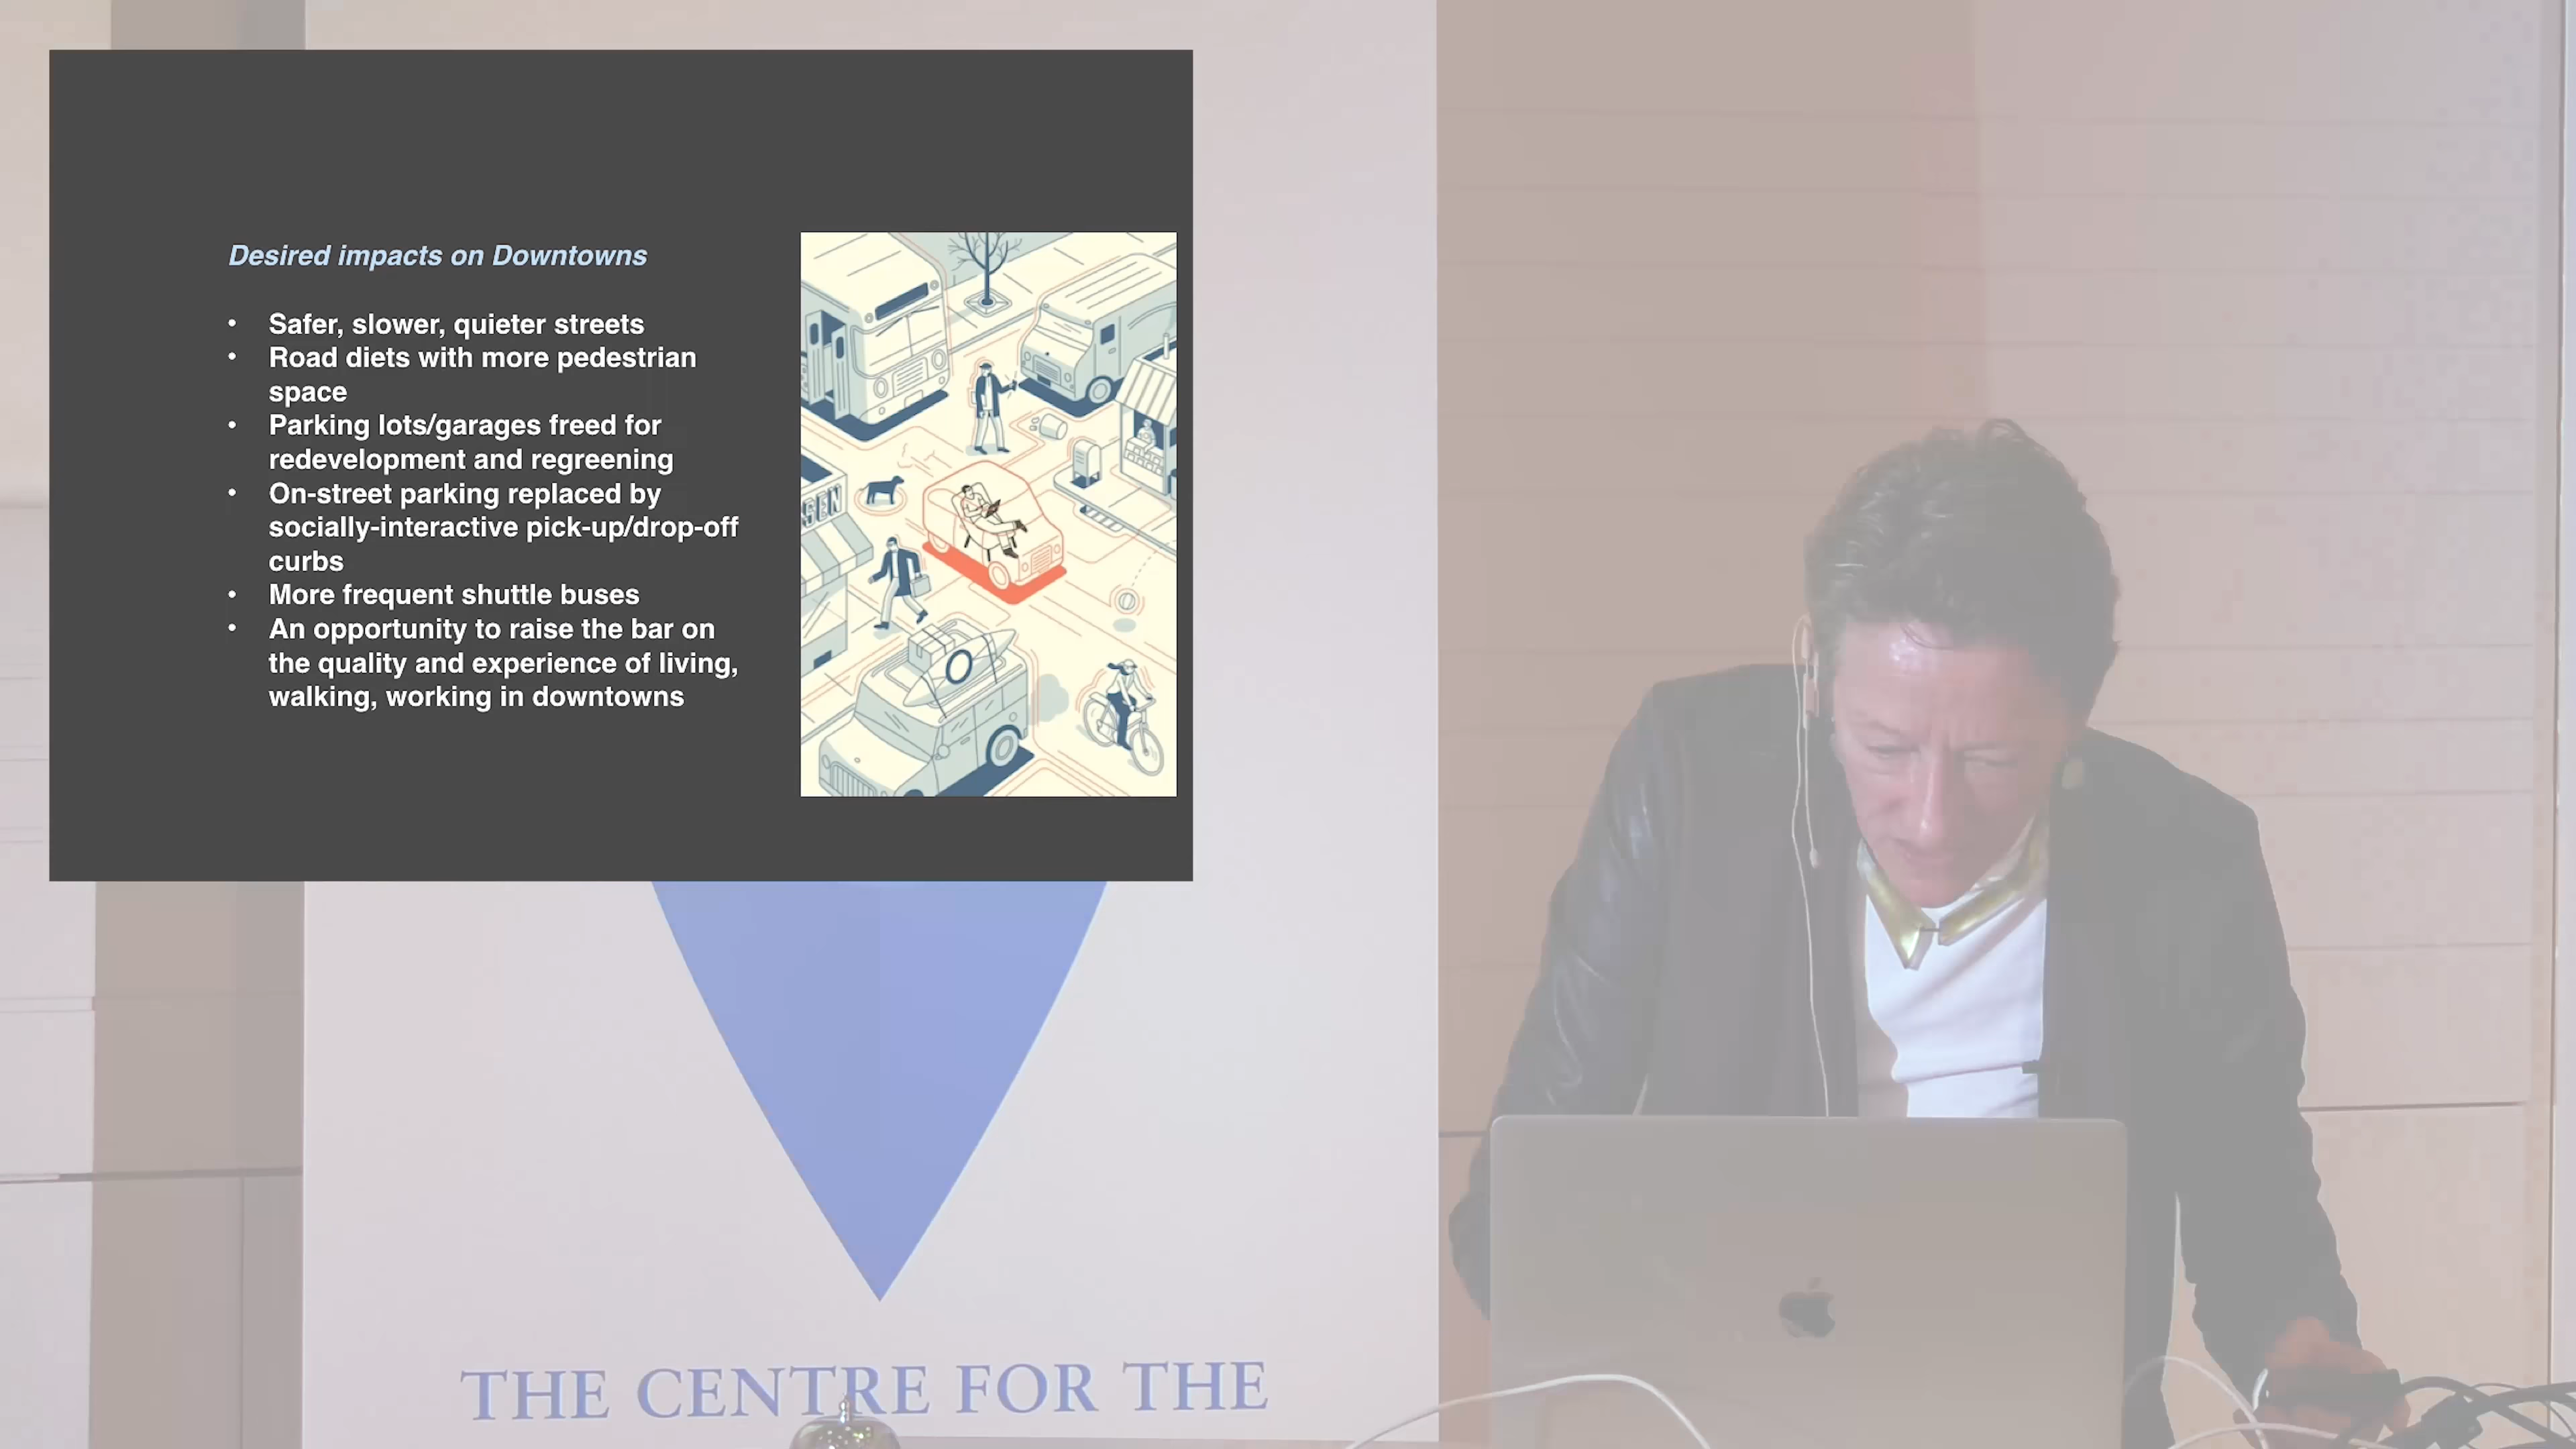 Desired impacts on Downtowns
• Safer, slower, quieter streets
• Road diets with more pedestrian
space
• Parking lots/garages freed for
redevelopment and regreening
• On-street parking replaced by
socially-interactive pick-up/drop-off
curbs
• More frequent shuttle buses
• An opportunity to raise the bar on
the quality and experience of living,
walking, working in downtowns
SEN
THE CENTRE FOR THE